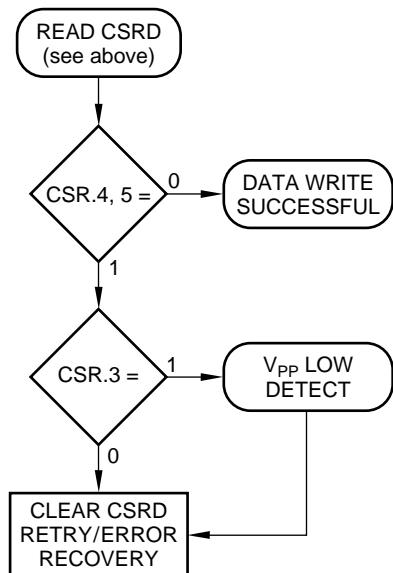 READ CSRD
(see above)
CSR.4, 5 =
0
DATA WRITE
SUCCESSFUL
1
CSR.3 =
1
VPP LOW
DETECT
0
CLEAR CSRD
RETRY/ERROR
RECOVERY